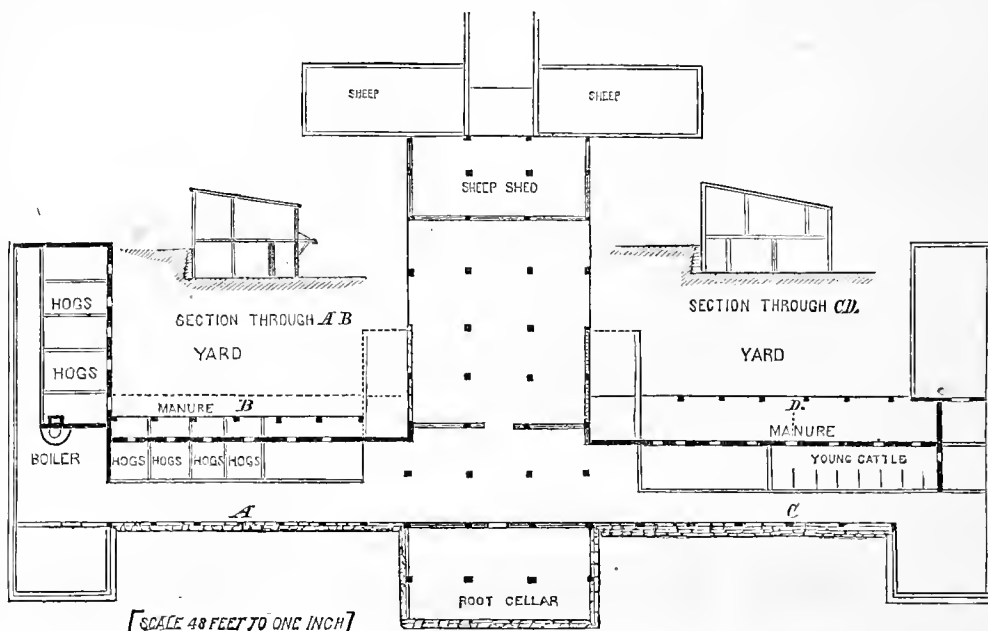 SHEEP
SHEEP
SHEEP SHED
HOGS
SECTION THROUGH A B
SECTION THROUGH C D.
YARD
YARD
HOGS
MANURE B
D.
MANURE
BOILER
HOGS HOGS HOGS HOGS
YOUNG CATTLE
A
C
ROOT CELLAR
[SCALE 48 FEET TO ONE INCH]